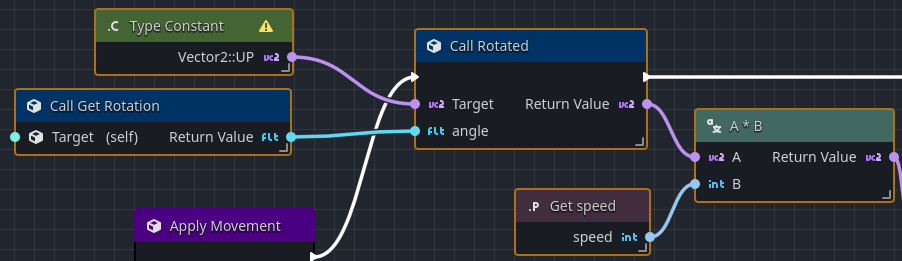 .C Type Constant
Vector2::UP vc2
Call Get Rotation
Target (self) Return Value flt
Call Rotated
vc2 Target Return Value vc2
flt angle
A * B
vc2 A Return Value vc2
int B
.P Get speed
speed int
Apply Movement